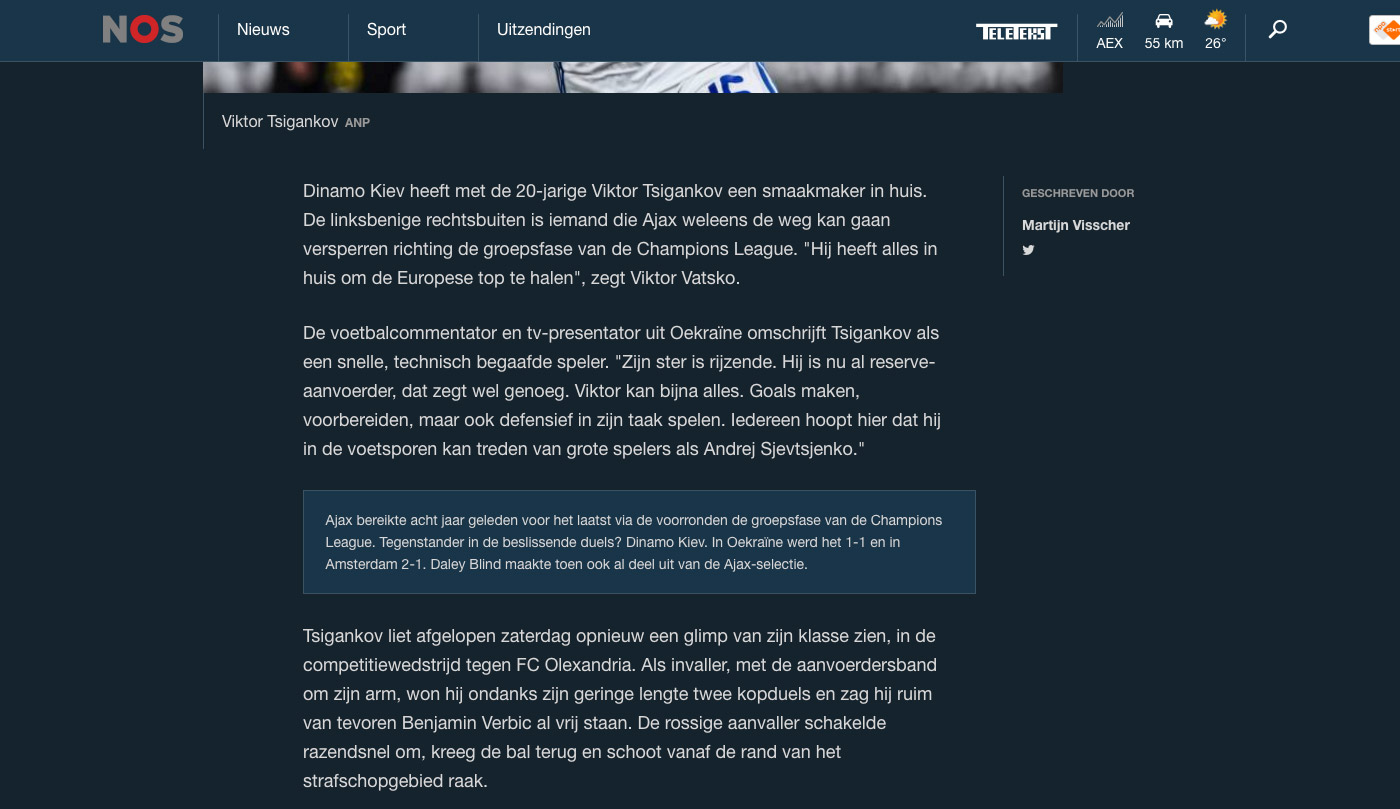 NOS
Nieuws
Sport
Uitzendingen
TELETEKST
AEX
55 km
26°
15
Viktor Tsigankov ANP
Dinamo Kiev heeft met de 20-jarige Viktor Tsigankov een smaakmaker in huis.
De linksbenige rechtsbuiten is iemand die Ajax weleens de weg kan gaan
versperren richting de groepsfase van de Champions League. "Hij heeft alles in
huis om de Europese top te halen", zegt Viktor Vatsko.
GESCHREVEN DOOR
Martijn Visscher
De voetbalcommentator en tv-presentator uit Oekraïne omschrijft Tsigankov als
een snelle, technisch begaafde speler. "Zijn ster is rijzende. Hij is nu al reserve-
aanvoerder, dat zegt wel genoeg. Viktor kan bijna alles. Goals maken,
voorbereiden, maar ook defensief in zijn taak spelen. Iedereen hoopt hier dat hij
in de voetsporen kan treden van grote spelers als Andrej Sjevtsjenko."
Ajax bereikte acht jaar geleden voor het laatst via de voorronden de groepsfase van de Champions
League. Tegenstander in de beslissende duels? Dinamo Kiev. In Oekraïne werd het 1-1 en in
Amsterdam 2-1. Daley Blind maakte toen ook al deel uit van de Ajax-selectie.
Tsigankov liet afgelopen zaterdag opnieuw een glimp van zijn klasse zien, in de
competitiewedstrijd tegen FC Olexandria. Als invaller, met de aanvoerdersband
om zijn arm, won hij ondanks zijn geringe lengte twee kopduels en zag hij ruim
van tevoren Benjamin Verbic al vrij staan. De rossige aanvaller schakelde
razendsnel om, kreeg de bal terug en schoot vanaf de rand van het
strafschopgebied raak.